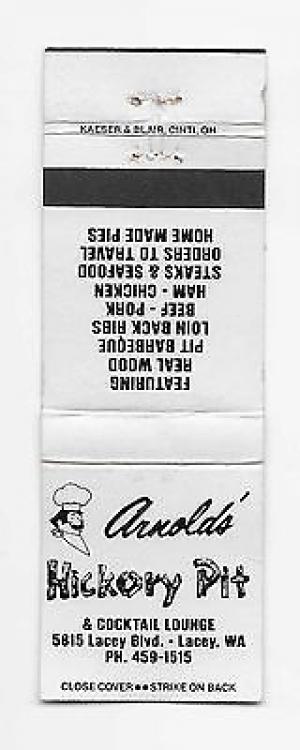 KAESER & BLAIR, CINTI, OH
FEATURING
REAL WOOD
PIT BARBEQUE
LOIN BACK RIBS
BEEF - PORK
HAM - CHICKEN
STEAKS & SEAFOOD
ORDERS TO TRAVEL
HOME MADE PIES
Arnolds'
Hickory Pit
& COCKTAIL LOUNGE
5815 Lacey Blvd. - Lacey, WA
PH. 459-1515
CLOSE COVER●●STRIKE ON BACK